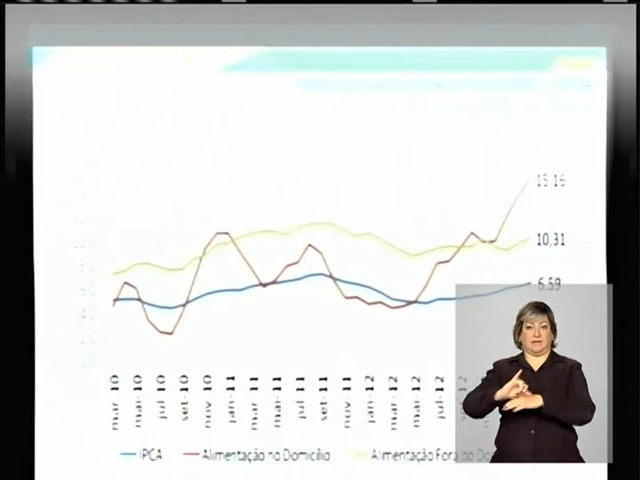 15,16
10,31
6,59
mar 10
mai 10
jul 10
set 10
nov 10
jan 11
mar 11
mai 11
jul 11
set 11
nov 11
jan 12
mar 12
mai 12
jul 12
set 12
IPCA Alimentação no Domicílio Alimentação Fora do Do